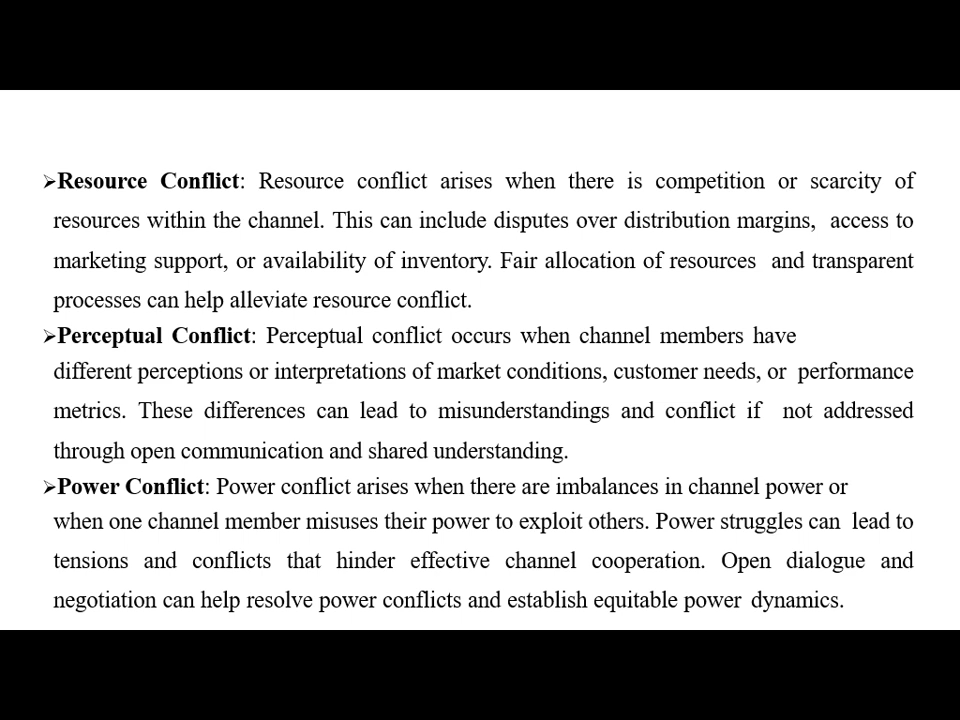 ➢Resource Conflict: Resource conflict arises when there is competition or scarcity of
resources within the channel. This can include disputes over distribution margins, access to
marketing support, or availability of inventory. Fair allocation of resources and transparent
processes can help alleviate resource conflict.
➢Perceptual Conflict: Perceptual conflict occurs when channel members have
different perceptions or interpretations of market conditions, customer needs, or performance
metrics. These differences can lead to misunderstandings and conflict if not addressed
through open communication and shared understanding.
➢Power Conflict: Power conflict arises when there are imbalances in channel power or
when one channel member misuses their power to exploit others. Power struggles can lead to
tensions and conflicts that hinder effective channel cooperation. Open dialogue and
negotiation can help resolve power conflicts and establish equitable power dynamics.